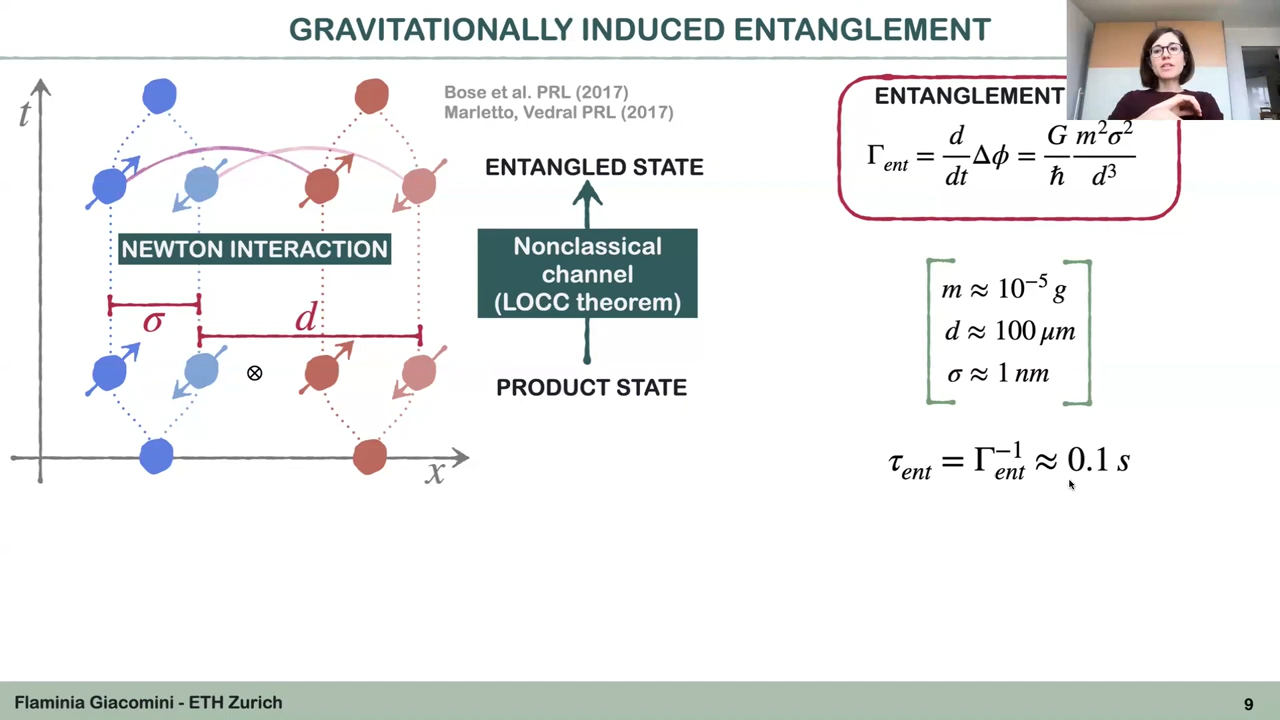 GRAVITATIONALLY INDUCED ENTANGLEMENT
t
Bose et al. PRL (2017)
Marletto, Vedral PRL (2017)
ENTANGLED STATE
NEWTON INTERACTION
Nonclassical
channel
(LOCC theorem)
σ
d
⊗
PRODUCT STATE
x
ENTANGLEMENT
Γ_ent = d/dt Δϕ = G/ħ m²σ²/d³
m ≈ 10⁻⁵ g
d ≈ 100 μm
σ ≈ 1 nm
τ_ent = Γ_ent⁻¹ ≈ 0.1 s
Flaminia Giacomini - ETH Zurich
9